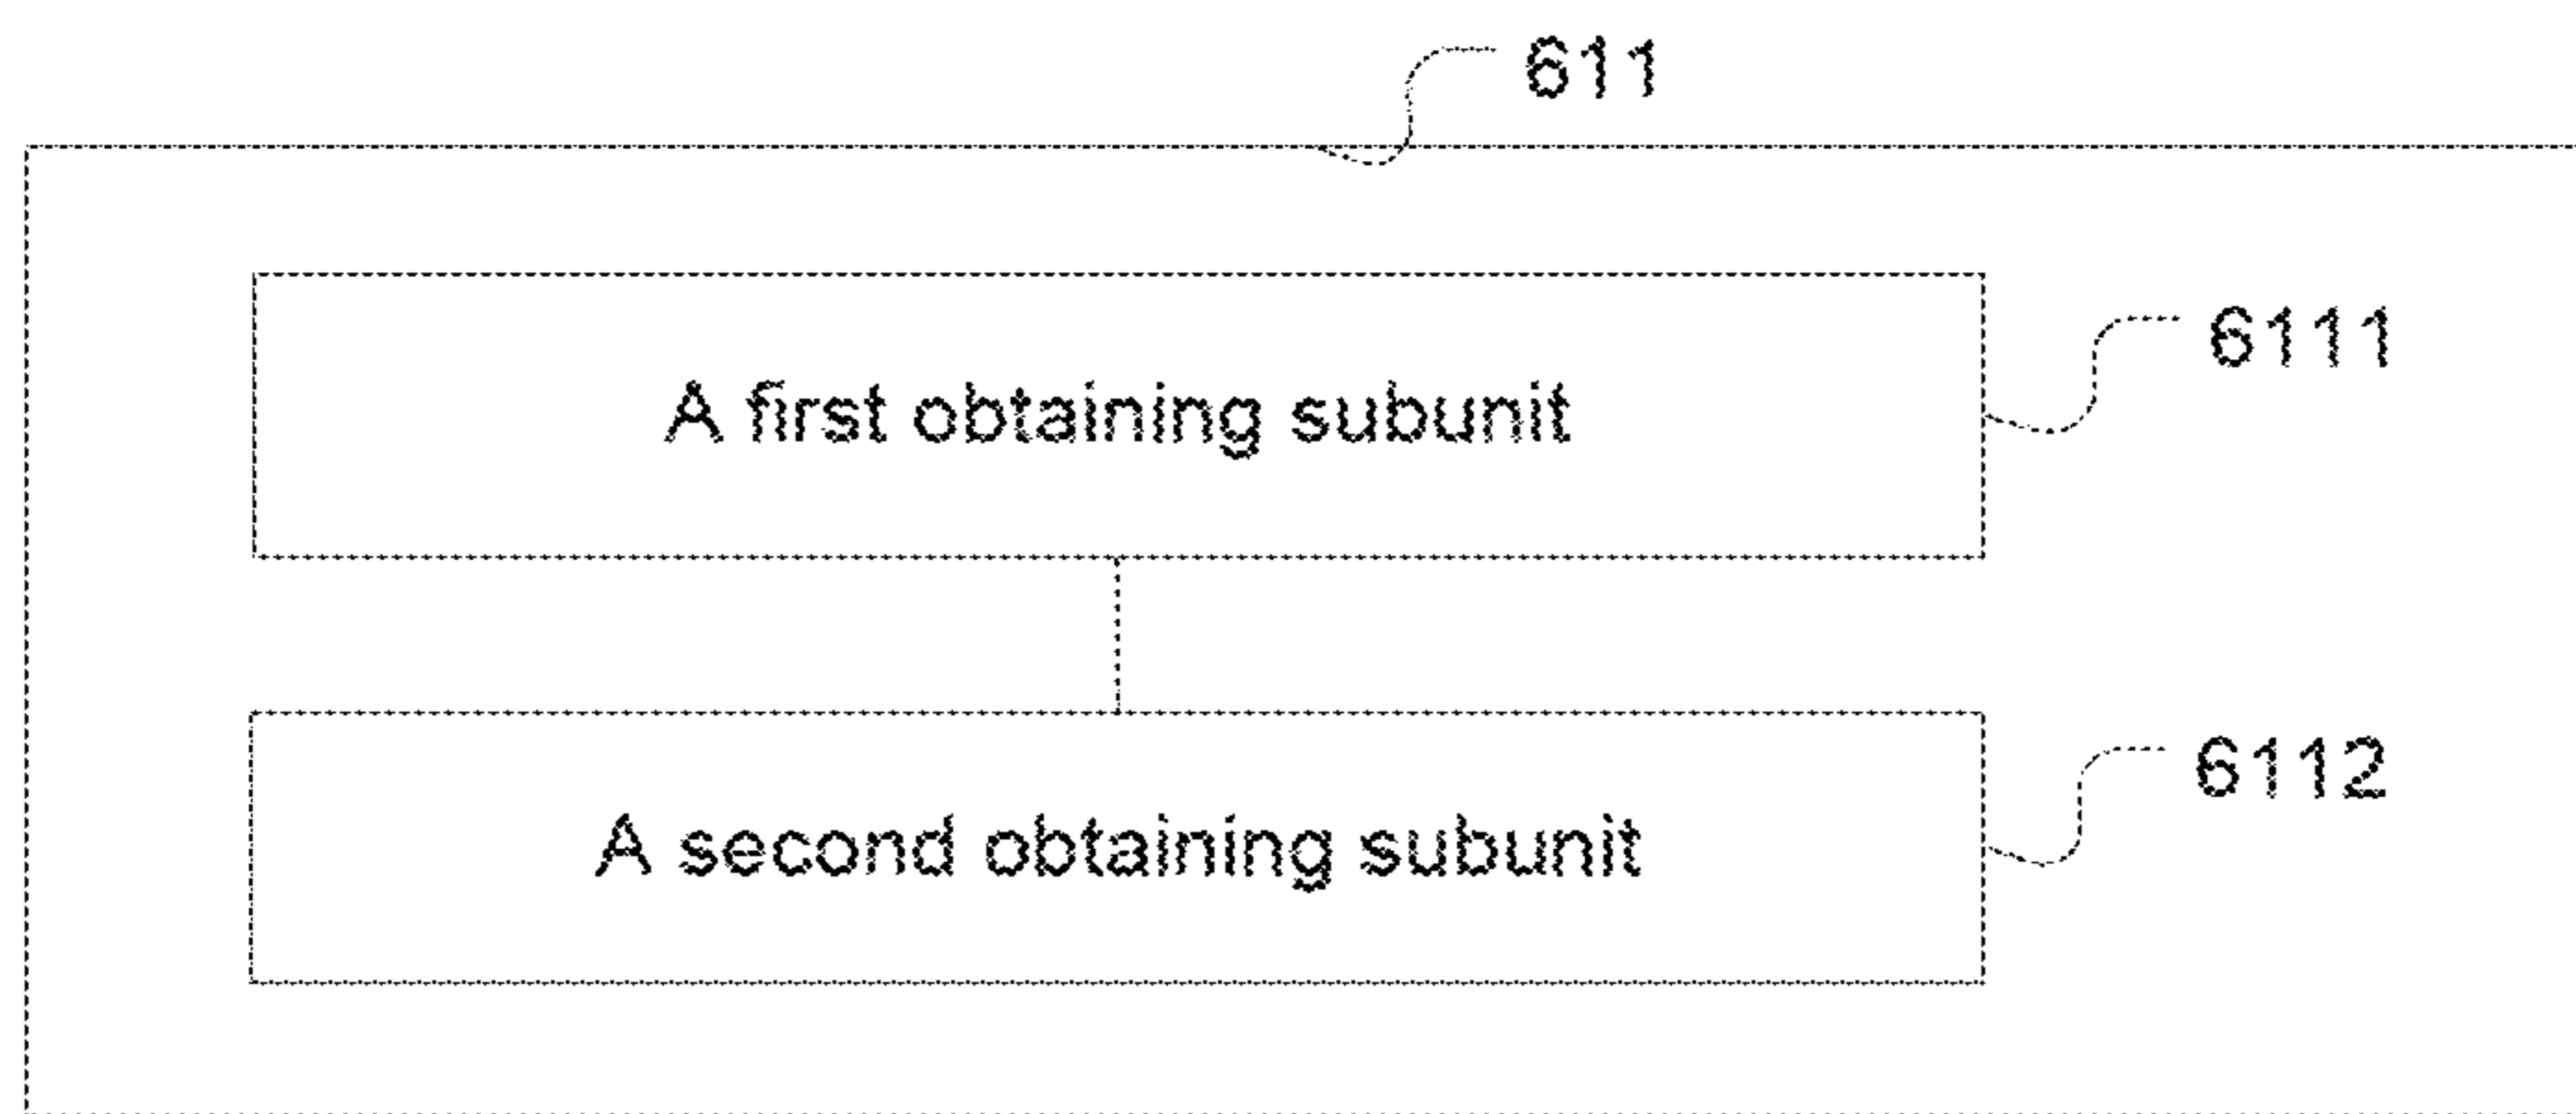 611
6111
A first obtaining subunit
6112
A second obtaining subunit